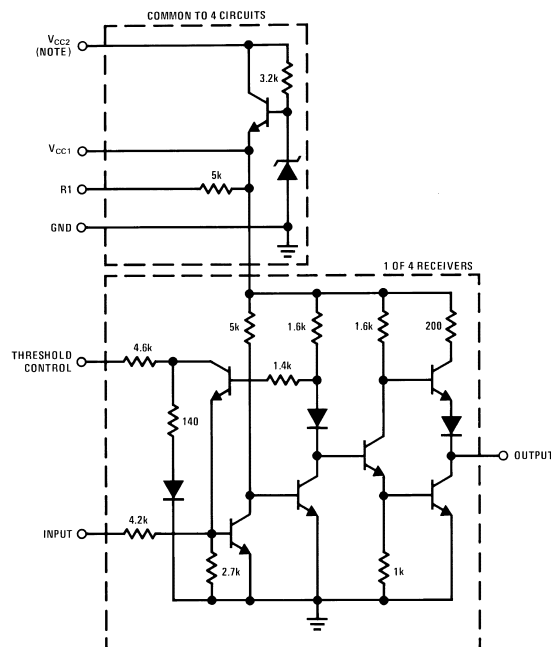 COMMON TO 4 CIRCUITS
VCC2
(NOTE)
3.2k
VCC1
R1
5k
GND
1 OF 4 RECEIVERS
5k
1.6k
1.6k
200
4.6k
THRESHOLD
CONTROL
1.4k
140
OUTPUT
4.2k
INPUT
2.7k
1k